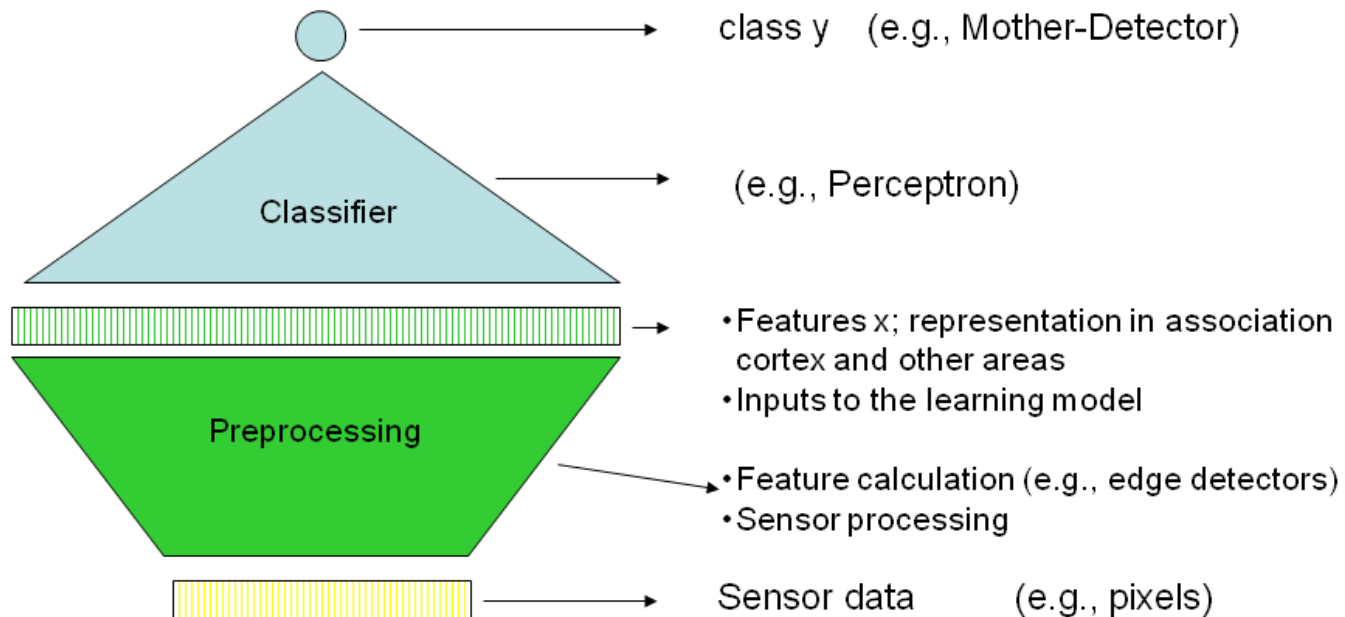 class y (e.g., Mother-Detector)
(e.g., Perceptron)
Classifier
•Features x; representation in association
cortex and other areas
•Inputs to the learning model
Preprocessing
•Feature calculation (e.g., edge detectors)
•Sensor processing
Sensor data (e.g., pixels)